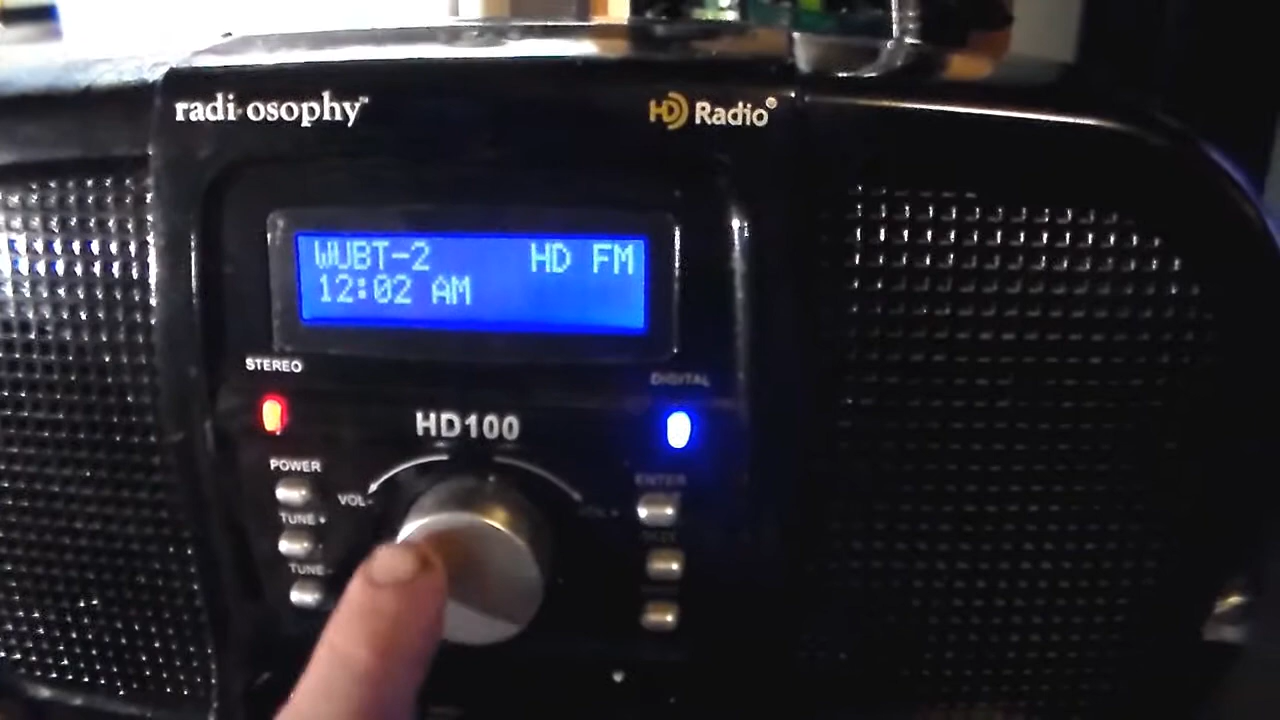 radi·osophy™
HD Radio®
WUBT-2 HD FM
12:02 AM
STEREO
DIGITAL
HD100
POWER
VOL-
VOL+
ENTER
TUNE+
TUNE-